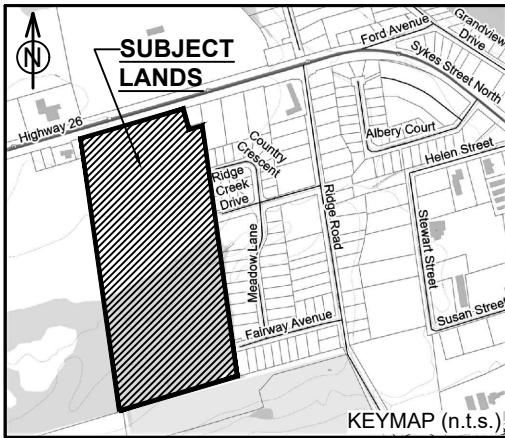 N
SUBJECT
LANDS
Ford Avenue
Grandview
Drive
Sykes Street North
Highway 26
Albery Court
Country
Crescent
Helen Street
Ridge
Creek
Drive
Meadow Lane
Ridge Road
Stewart Street
Susan Street
Fairway Avenue
KEYMAP (n.t.s.)